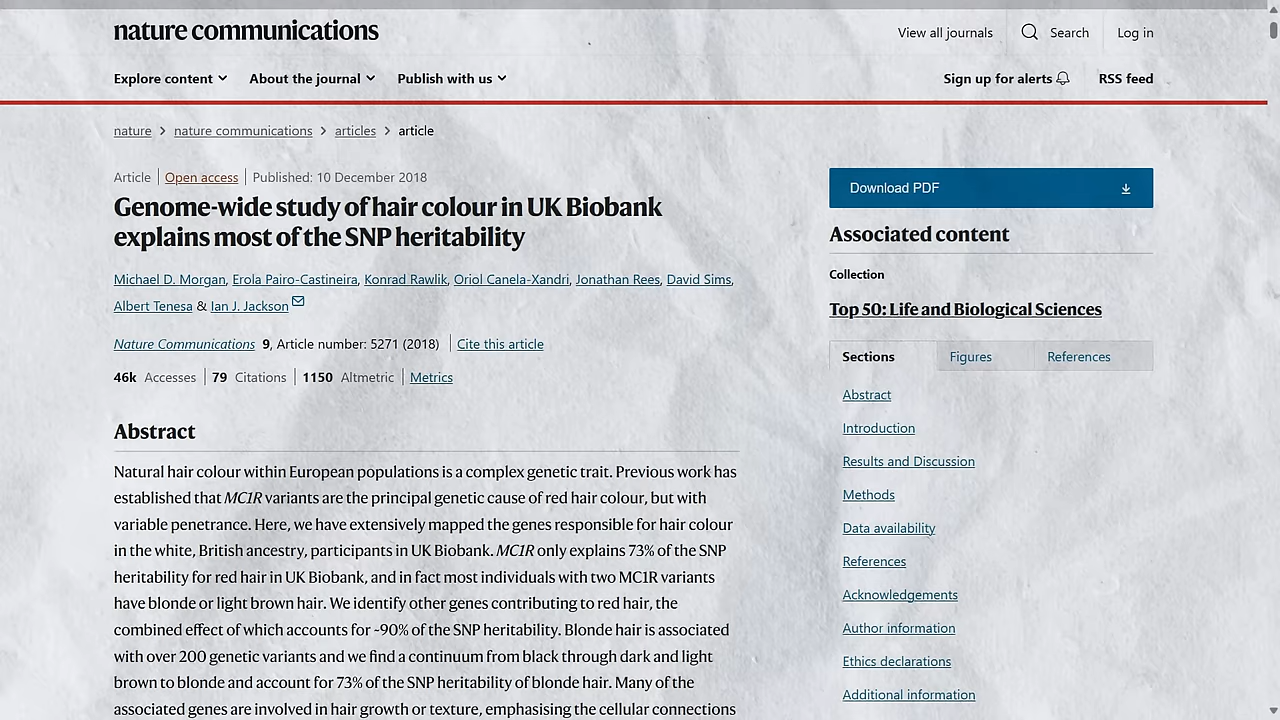 nature communications
View all journals
Search
Log in
Explore content
About the journal
Publish with us
Sign up for alerts
RSS feed
nature > nature communications > articles > article
Article | Open access | Published: 10 December 2018
Genome-wide study of hair colour in UK Biobank
explains most of the SNP heritability
Michael D. Morgan, Erola Pairo-Castineira, Konrad Rawlik, Oriol Canela-Xandri, Jonathan Rees, David Sims,
Albert Tenesa & Ian J. Jackson
Nature Communications 9, Article number: 5271 (2018) | Cite this article
46k Accesses | 79 Citations | 1150 Altmetric | Metrics
Abstract
Natural hair colour within European populations is a complex genetic trait. Previous work has
established that MC1R variants are the principal genetic cause of red hair colour, but with
variable penetrance. Here, we have extensively mapped the genes responsible for hair colour
in the white, British ancestry, participants in UK Biobank. MC1R only explains 73% of the SNP
heritability for red hair in UK Biobank, and in fact most individuals with two MC1R variants
have blonde or light brown hair. We identify other genes contributing to red hair, the
combined effect of which accounts for ~90% of the SNP heritability. Blonde hair is associated
with over 200 genetic variants and we find a continuum from black through dark and light
brown to blonde and account for 73% of the SNP heritability of blonde hair. Many of the
associated genes are involved in hair growth or texture, emphasising the cellular connections
Download PDF
Associated content
Collection
Top 50: Life and Biological Sciences
Sections
Figures
References
Abstract
Introduction
Results and Discussion
Methods
Data availability
References
Acknowledgements
Author information
Ethics declarations
Additional information